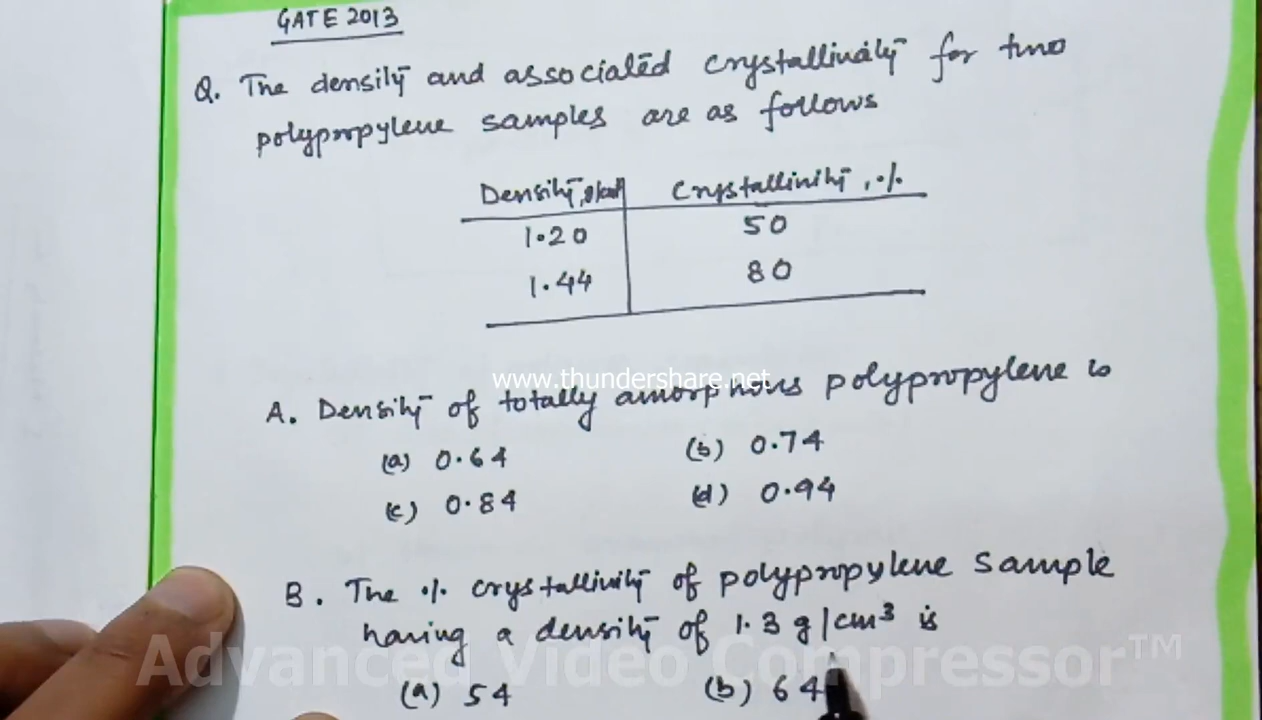 GATE 2013
Q. The density and associated crystallinity for two
polypropylene samples are as follows
Density, g/cm³ Crystallinity, %
1.20 50
1.44 80
www.thundershare.net
A. Density of totally amorphous polypropylene is
(a) 0.64 (b) 0.74
(c) 0.84 (d) 0.94
B. The % crystallinity of polypropylene sample
having a density of 1.3 g/cm³ is
Advanced Video Compressor™
(a) 54 (b) 64